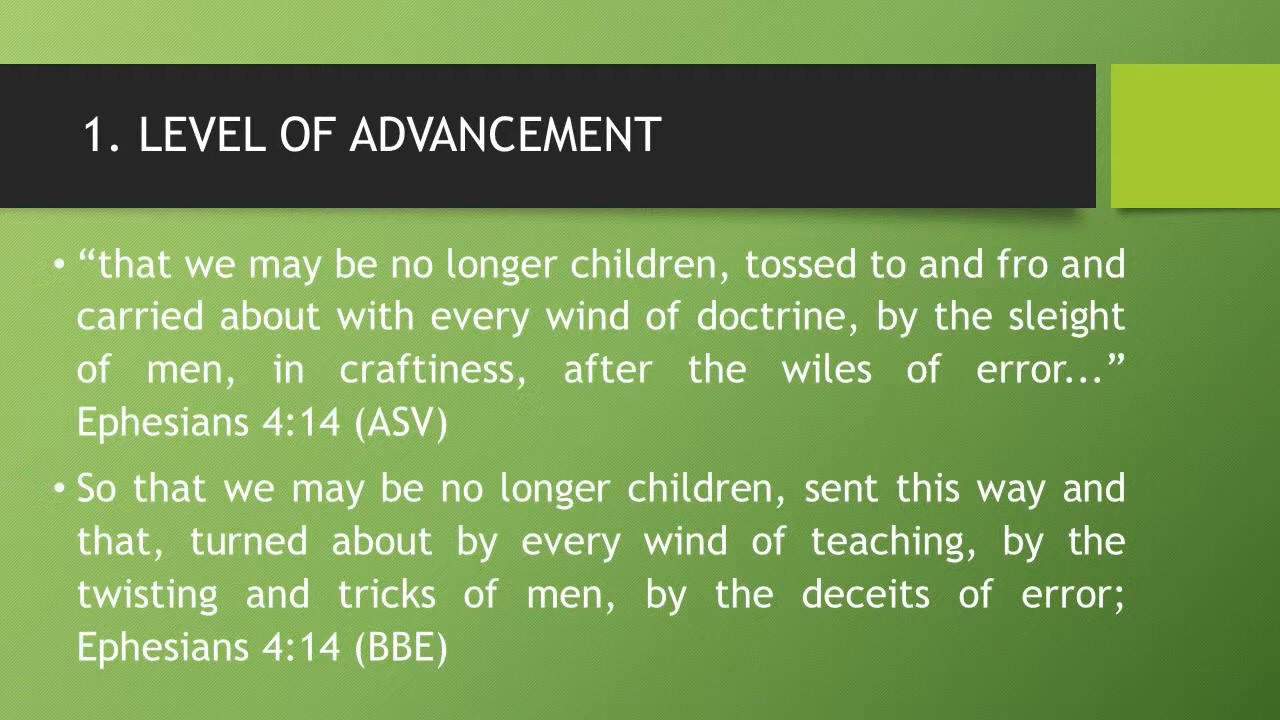 1. LEVEL OF ADVANCEMENT
• “that we may be no longer children, tossed to and fro and
carried about with every wind of doctrine, by the sleight
of men, in craftiness, after the wiles of error...”
Ephesians 4:14 (ASV)
• So that we may be no longer children, sent this way and
that, turned about by every wind of teaching, by the
twisting and tricks of men, by the deceits of error;
Ephesians 4:14 (BBE)